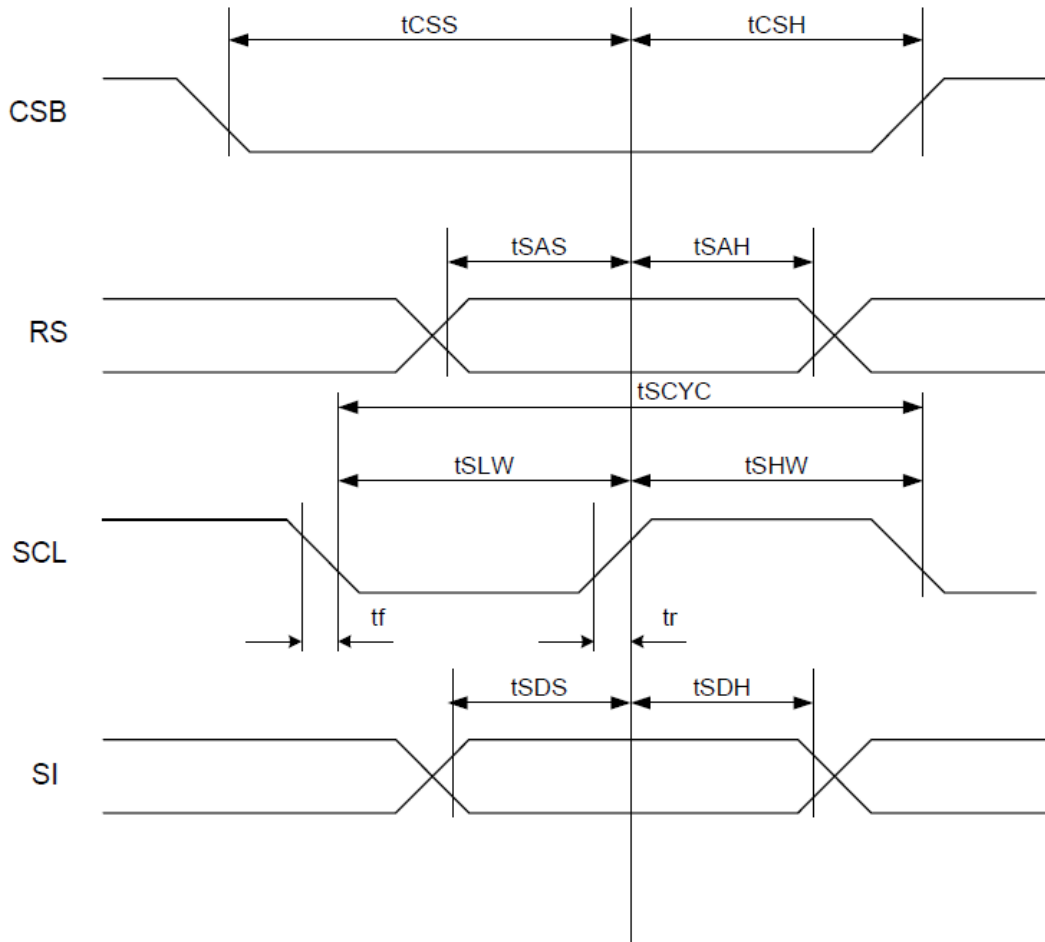 tCSS tCSH
CSB
tSAS tSAH
RS
tSCYC
tSLW tSHW
SCL
tf tr
tSDS tSDH
SI